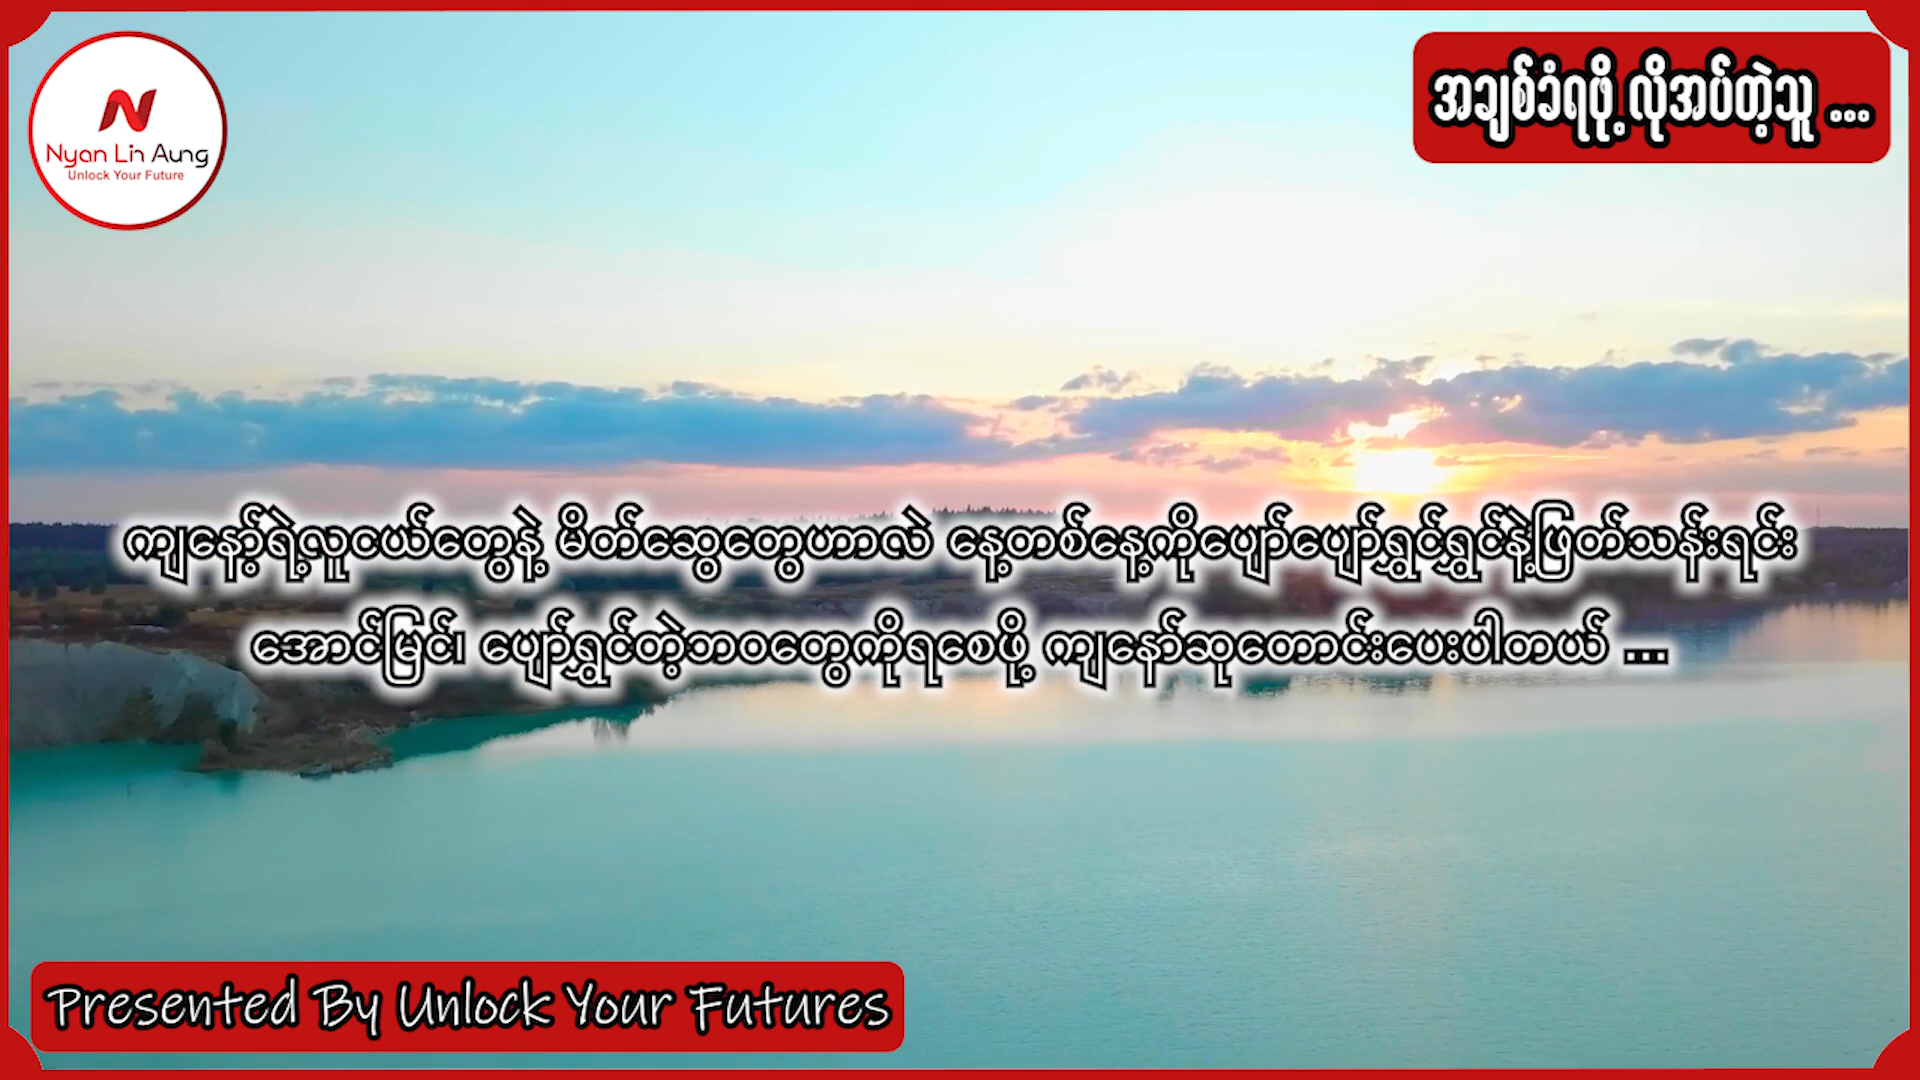 Nyan Lin Aung
Unlock Your Future
အချစ်ခံရဖို့ လိုအပ်တဲ့သူ ...
ကျနော့်ရဲ့လူငယ်တွေနဲ့ မိတ်ဆွေတွေဟာလဲ နေ့တစ်နေ့ကိုပျော်ပျော်ရွှင်ရွှင်နဲ့ဖြတ်သန်းရင်း
အောင်မြင်၊ ပျော်ရွှင်တဲ့ဘဝတွေကိုရစေဖို့ ကျနော်ဆုတောင်းပေးပါတယ် ...
Presented By Unlock Your Futures